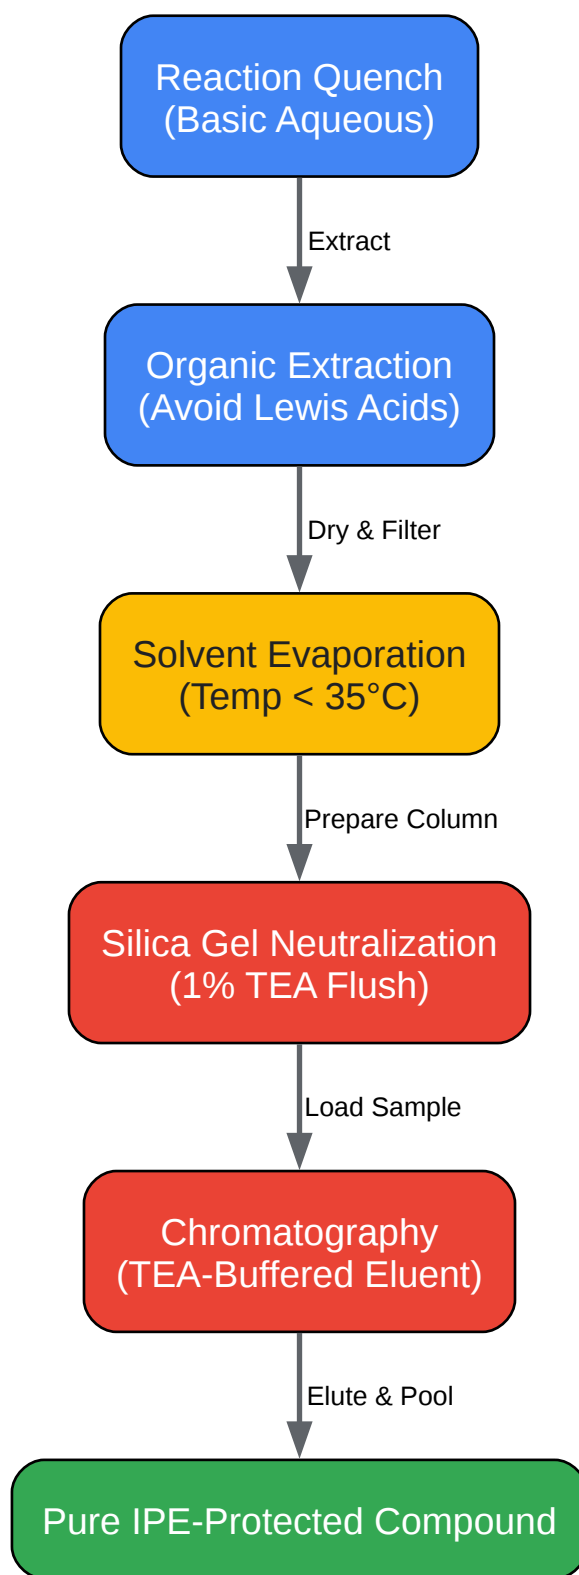 Reaction Quench
(Basic Aqueous)
Extract
Organic Extraction
(Avoid Lewis Acids)
Dry & Filter
Solvent Evaporation
(Temp < 35°C)
Prepare Column
Silica Gel Neutralization
(1% TEA Flush)
Load Sample
Chromatography
(TEA-Buffered Eluent)
Elute & Pool
Pure IPE-Protected Compound